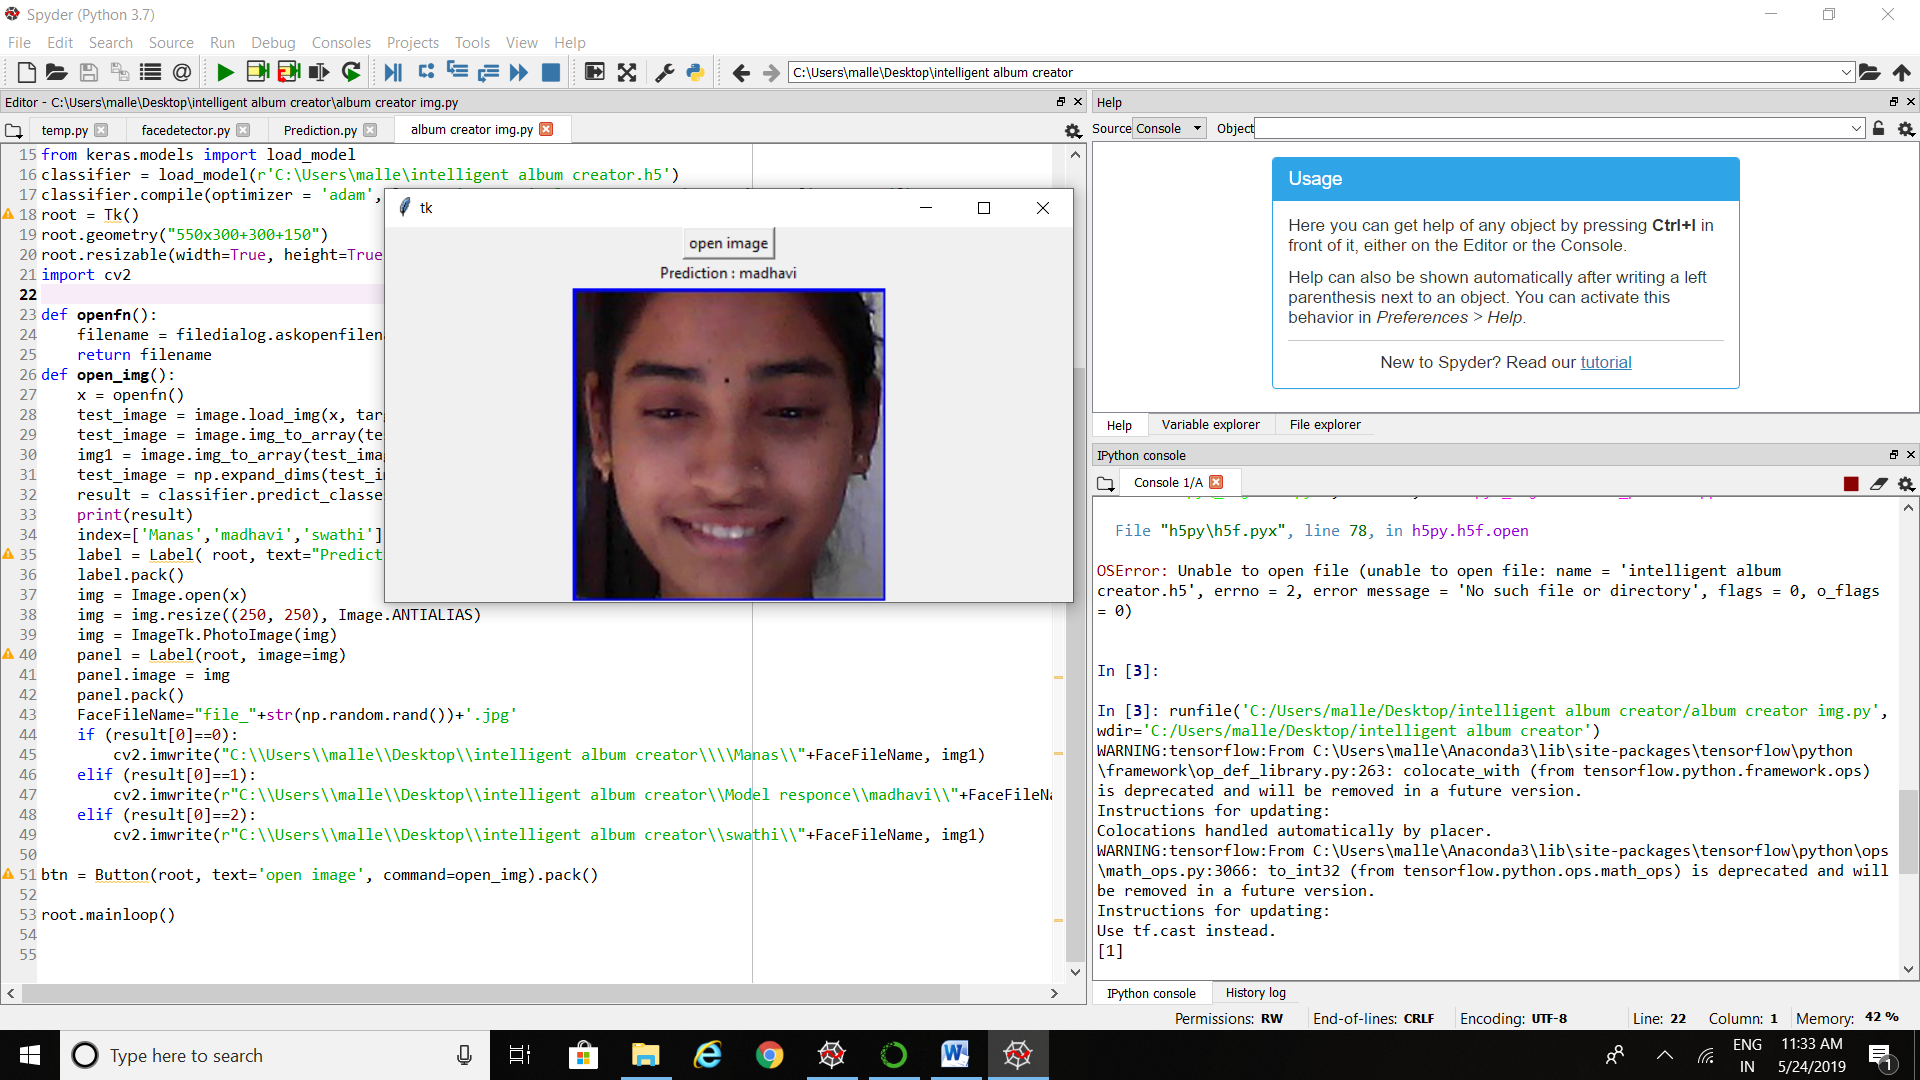 Spyder (Python 3.7)
File Edit Search Source Run Debug Consoles Projects Tools View Help
C:\Users\malle\Desktop\intelligent album creator
Editor - C:\Users\malle\Desktop\intelligent album creator\album creator img.py
temp.py facedetector.py Prediction.py album creator img.py
15 from keras.models import load_model
16 classifier = load_model(r'C:\Users\malle\intelligent album creator.h5')
17 classifier.compile(optimizer = 'adam',
18 root = Tk()
19 root.geometry("550x300+300+150")
20 root.resizable(width=True, height=True
21 import cv2
22
23 def openfn():
24 filename = filedialog.askopenfilen
25 return filename
26 def open_img():
27 x = openfn()
28 test_image = image.load_img(x, tar
29 test_image = image.img_to_array(te
30 img1 = image.img_to_array(test_ima
31 test_image = np.expand_dims(test_i
32 result = classifier.predict_classe
33 print(result)
34 index=['Manas','madhavi','swathi']
35 label = Label( root, text="Predict
36 label.pack()
37 img = Image.open(x)
38 img = img.resize((250, 250), Image.ANTIALIAS)
39 img = ImageTk.PhotoImage(img)
40 panel = Label(root, image=img)
41 panel.image = img
42 panel.pack()
43 FaceFileName="file_"+str(np.random.rand())+'.jpg'
44 if (result[0]==0):
45 cv2.imwrite("C:\\Users\\malle\\Desktop\\intelligent album creator\\\\Manas\\"+FaceFileName, img1)
46 elif (result[0]==1):
47 cv2.imwrite(r"C:\\Users\\malle\\Desktop\\intelligent album creator\\Model responce\\madhavi\\"+FaceFileNa
48 elif (result[0]==2):
49 cv2.imwrite(r"C:\\Users\\malle\\Desktop\\intelligent album creator\\swathi\\"+FaceFileName, img1)
50
51 btn = Button(root, text='open image', command=open_img).pack()
52
53 root.mainloop()
54
55
tk
open image
Prediction : madhavi
Help
Source Console Object
Usage
Here you can get help of any object by pressing Ctrl+I in
front of it, either on the Editor or the Console.
Help can also be shown automatically after writing a left
parenthesis next to an object. You can activate this
behavior in Preferences > Help.
New to Spyder? Read our tutorial
Help Variable explorer File explorer
IPython console
Console 1/A
File "h5py\h5f.pyx", line 78, in h5py.h5f.open
OSError: Unable to open file (unable to open file: name = 'intelligent album
creator.h5', errno = 2, error message = 'No such file or directory', flags = 0, o_flags
= 0)
In [3]:
In [3]: runfile('C:/Users/malle/Desktop/intelligent album creator/album creator img.py',
wdir='C:/Users/malle/Desktop/intelligent album creator')
WARNING:tensorflow:From C:\Users\malle\Anaconda3\lib\site-packages\tensorflow\python
\framework\op_def_library.py:263: colocate_with (from tensorflow.python.framework.ops)
is deprecated and will be removed in a future version.
Instructions for updating:
Colocations handled automatically by placer.
WARNING:tensorflow:From C:\Users\malle\Anaconda3\lib\site-packages\tensorflow\python\ops
\math_ops.py:3066: to_int32 (from tensorflow.python.ops.math_ops) is deprecated and will
be removed in a future version.
Instructions for updating:
Use tf.cast instead.
[1]
IPython console History log
Permissions: RW End-of-lines: CRLF Encoding: UTF-8 Line: 22 Column: 1 Memory: 42 %
Type here to search
ENG
IN
11:33 AM
5/24/2019
1